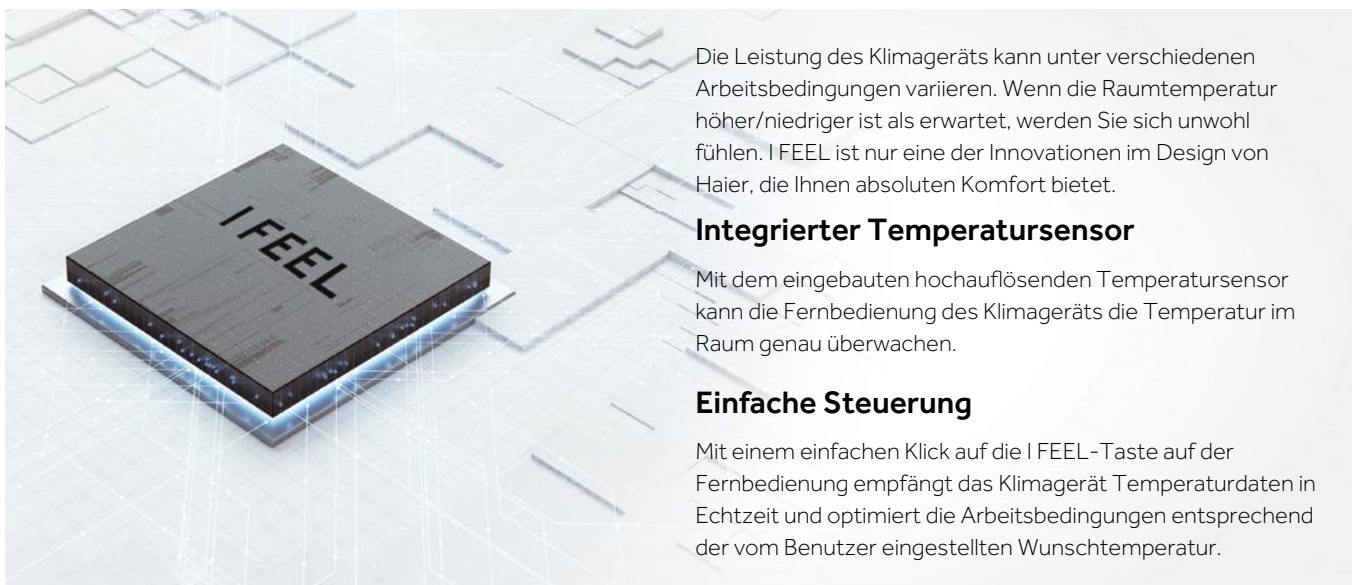 I FEEL
Die Leistung des Klimageräts kann unter verschiedenen
Arbeitsbedingungen variieren. Wenn die Raumtemperatur
höher/niedriger ist als erwartet, werden Sie sich unwohl
fühlen. I FEEL ist nur eine der Innovationen im Design von
Haier, die Ihnen absoluten Komfort bietet.
Integrierter Temperatursensor
Mit dem eingebauten hochauflösenden Temperatursensor
kann die Fernbedienung des Klimageräts die Temperatur im
Raum genau überwachen.
Einfache Steuerung
Mit einem einfachen Klick auf die I FEEL-Taste auf der
Fernbedienung empfängt das Klimagerät Temperaturdaten in
Echtzeit und optimiert die Arbeitsbedingungen entsprechend
der vom Benutzer eingestellten Wunschtemperatur.